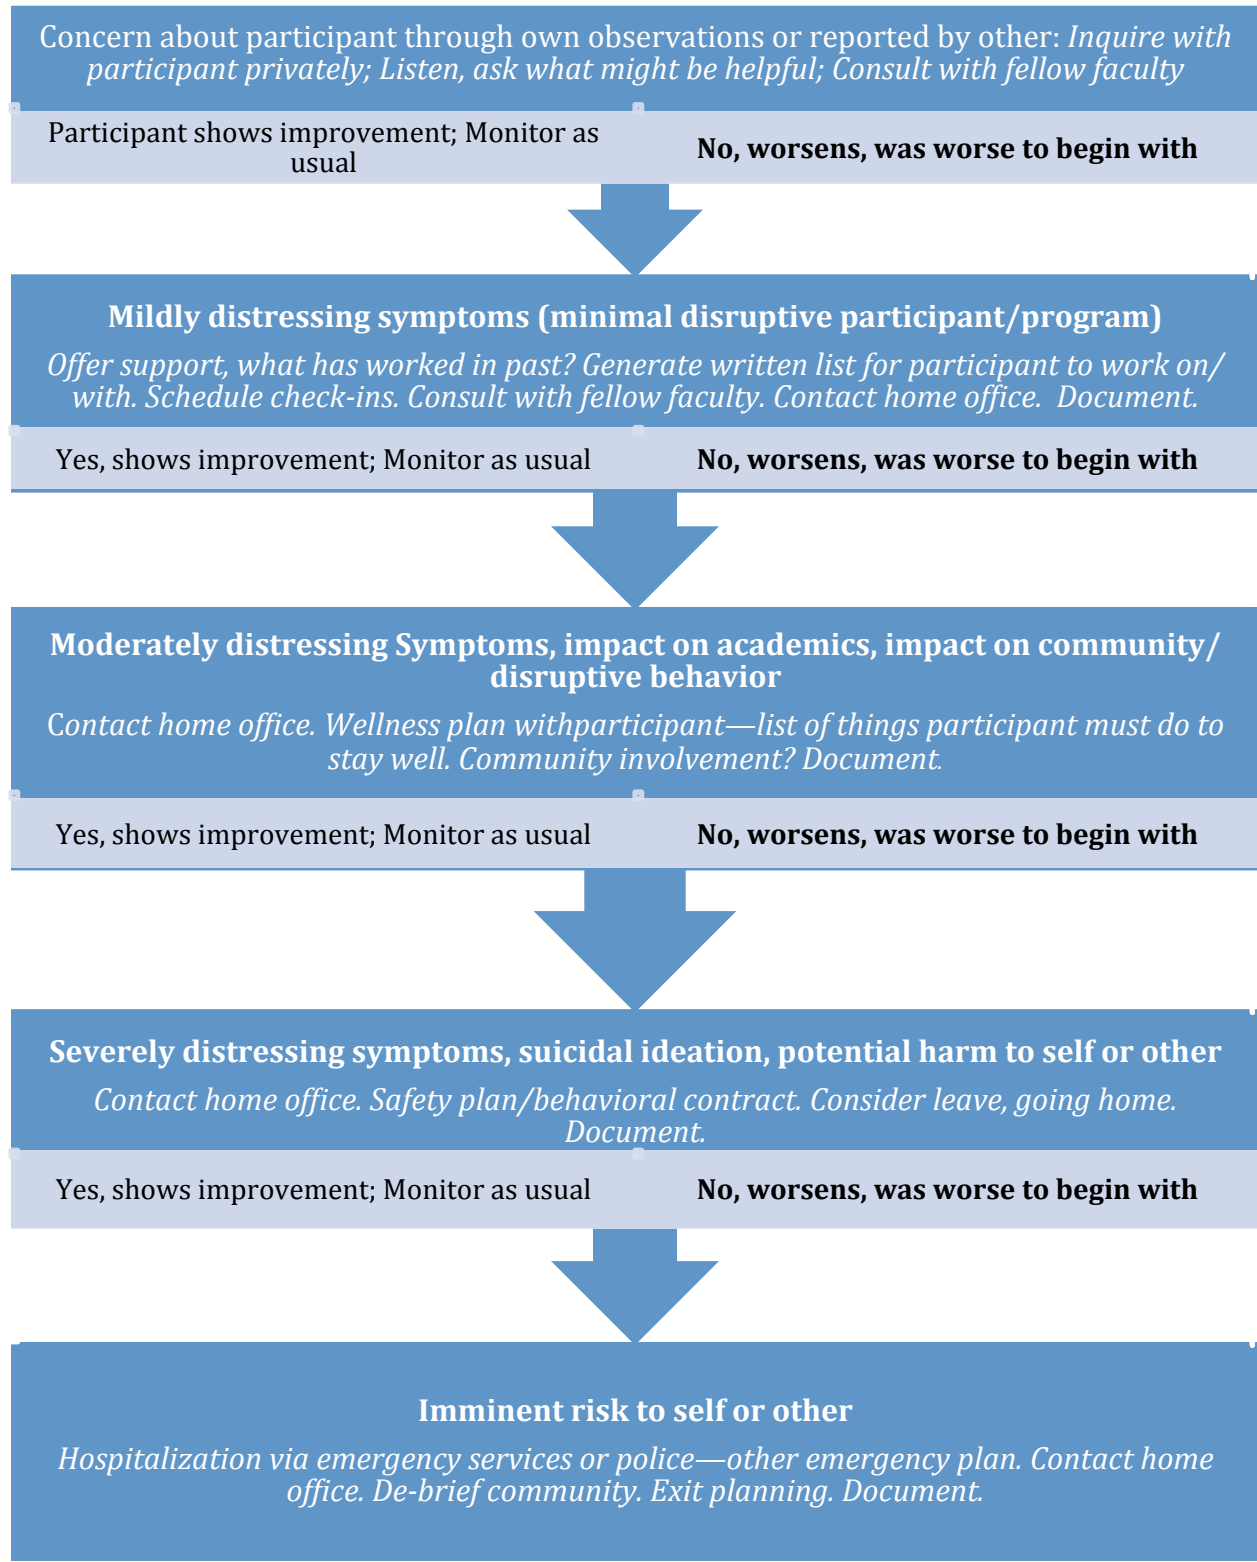 Concern about participant through own observations or reported by other: Inquire with
participant privately; Listen, ask what might be helpful; Consult with fellow faculty
Participant shows improvement; Monitor as
usual
No, worsens, was worse to begin with
Mildly distressing symptoms (minimal disruptive participant/program)
Offer support, what has worked in past? Generate written list for participant to work on/
with. Schedule check-ins. Consult with fellow faculty. Contact home office.  Document.
Yes, shows improvement; Monitor as usual
No, worsens, was worse to begin with
Moderately distressing Symptoms, impact on academics, impact on community/
disruptive behavior
Contact home office. Wellness plan withparticipant—list of things participant must do to
stay well. Community involvement? Document.
Yes, shows improvement; Monitor as usual
No, worsens, was worse to begin with
Severely distressing symptoms, suicidal ideation, potential harm to self or other
Contact home office. Safety plan/behavioral contract. Consider leave, going home.
Document.
Yes, shows improvement; Monitor as usual
No, worsens, was worse to begin with
Imminent risk to self or other
Hospitalization via emergency services or police—other emergency plan. Contact home
office. De-brief community. Exit planning. Document.